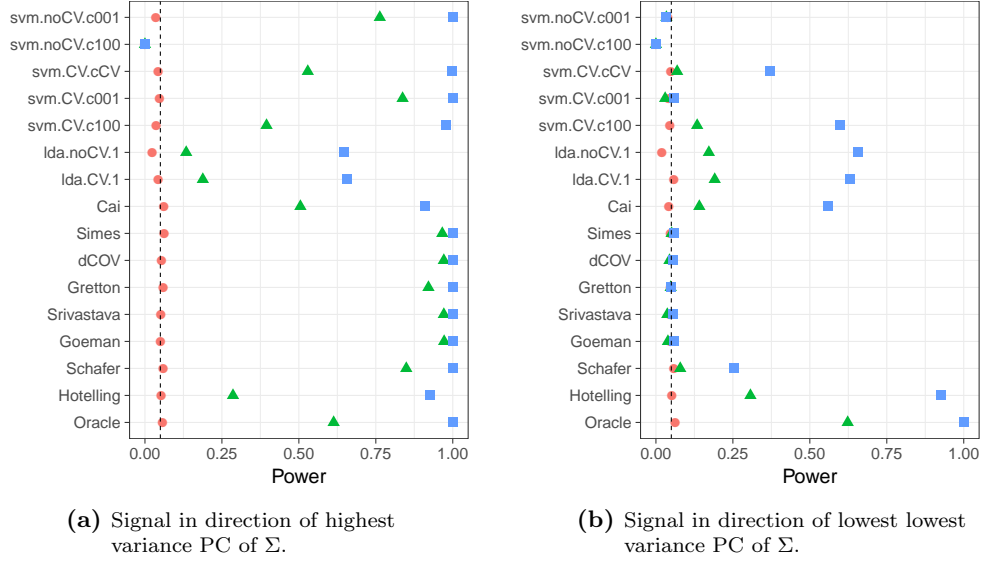 svm.noCV.c001
svm.noCV.c100
svm.CV.cCV
svm.CV.c001
svm.CV.c100
lda.noCV.1
lda.CV.1
Cai
Simes
dCOV
Gretton
Srivastava
Goeman
Schafer
Hotelling
Oracle
0.00 0.25 0.50 0.75 1.00
Power
(a) Signal in direction of highest
variance PC of Σ.
svm.noCV.c001
svm.noCV.c100
svm.CV.cCV
svm.CV.c001
svm.CV.c100
lda.noCV.1
lda.CV.1
Cai
Simes
dCOV
Gretton
Srivastava
Goeman
Schafer
Hotelling
Oracle
0.00 0.25 0.50 0.75 1.00
Power
(b) Signal in direction of lowest lowest
variance PC of Σ.